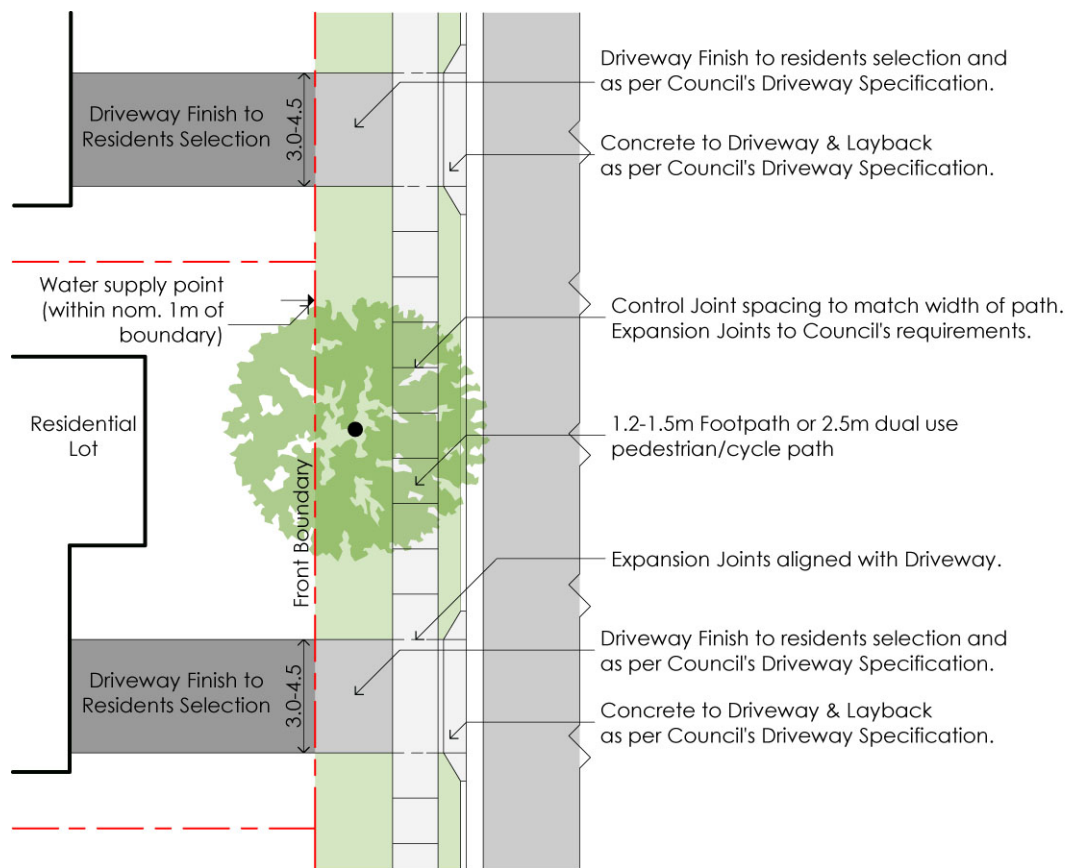 Driveway Finish to residents selection and
as per Council's Driveway Specification.
Driveway Finish to
Residents Selection
3.0-4.5
Concrete to Driveway & Layback
as per Council's Driveway Specification.
Water supply point
(within nom. 1m of
boundary)
Control Joint spacing to match width of path.
Expansion Joints to Council's requirements.
Residential
Lot
1.2-1.5m Footpath or 2.5m dual use
pedestrian/cycle path
Front Boundary
Expansion Joints aligned with Driveway.
Driveway Finish to residents selection and
as per Council's Driveway Specification.
Driveway Finish to
Residents Selection
3.0-4.5
Concrete to Driveway & Layback
as per Council's Driveway Specification.